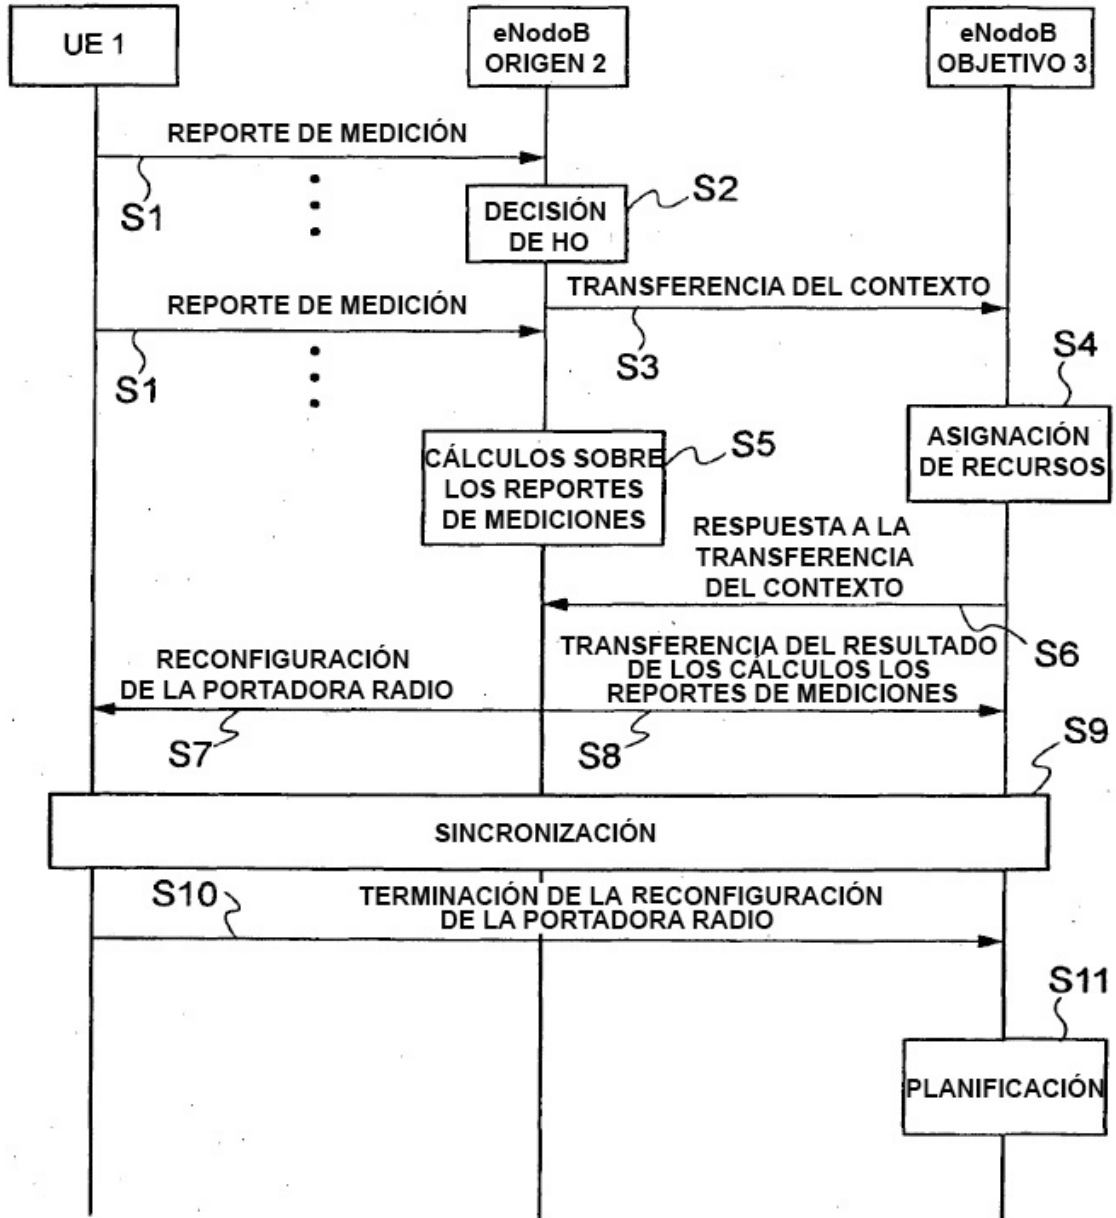 UE 1
eNodoB
ORIGEN 2
eNodoB
OBJETIVO 3
REPORTE DE MEDICIÓN
S1
S2
DECISIÓN
DE HO
TRANSFERENCIA DEL CONTEXTO
REPORTE DE MEDICIÓN
S3
S1
S4
ASIGNACIÓN
DE RECURSOS
S5
CÁLCULOS SOBRE
LOS REPORTES
DE MEDICIONES
RESPUESTA A LA
TRANSFERENCIA
DEL CONTEXTO
S6
RECONFIGURACIÓN
DE LA PORTADORA RADIO
TRANSFERENCIA DEL RESULTADO
DE LOS CÁLCULOS LOS
REPORTES DE MEDICIONES
S7
S8
S9
SINCRONIZACIÓN
S10
TERMINACIÓN DE LA RECONFIGURACIÓN
DE LA PORTADORA RADIO
S11
PLANIFICACIÓN